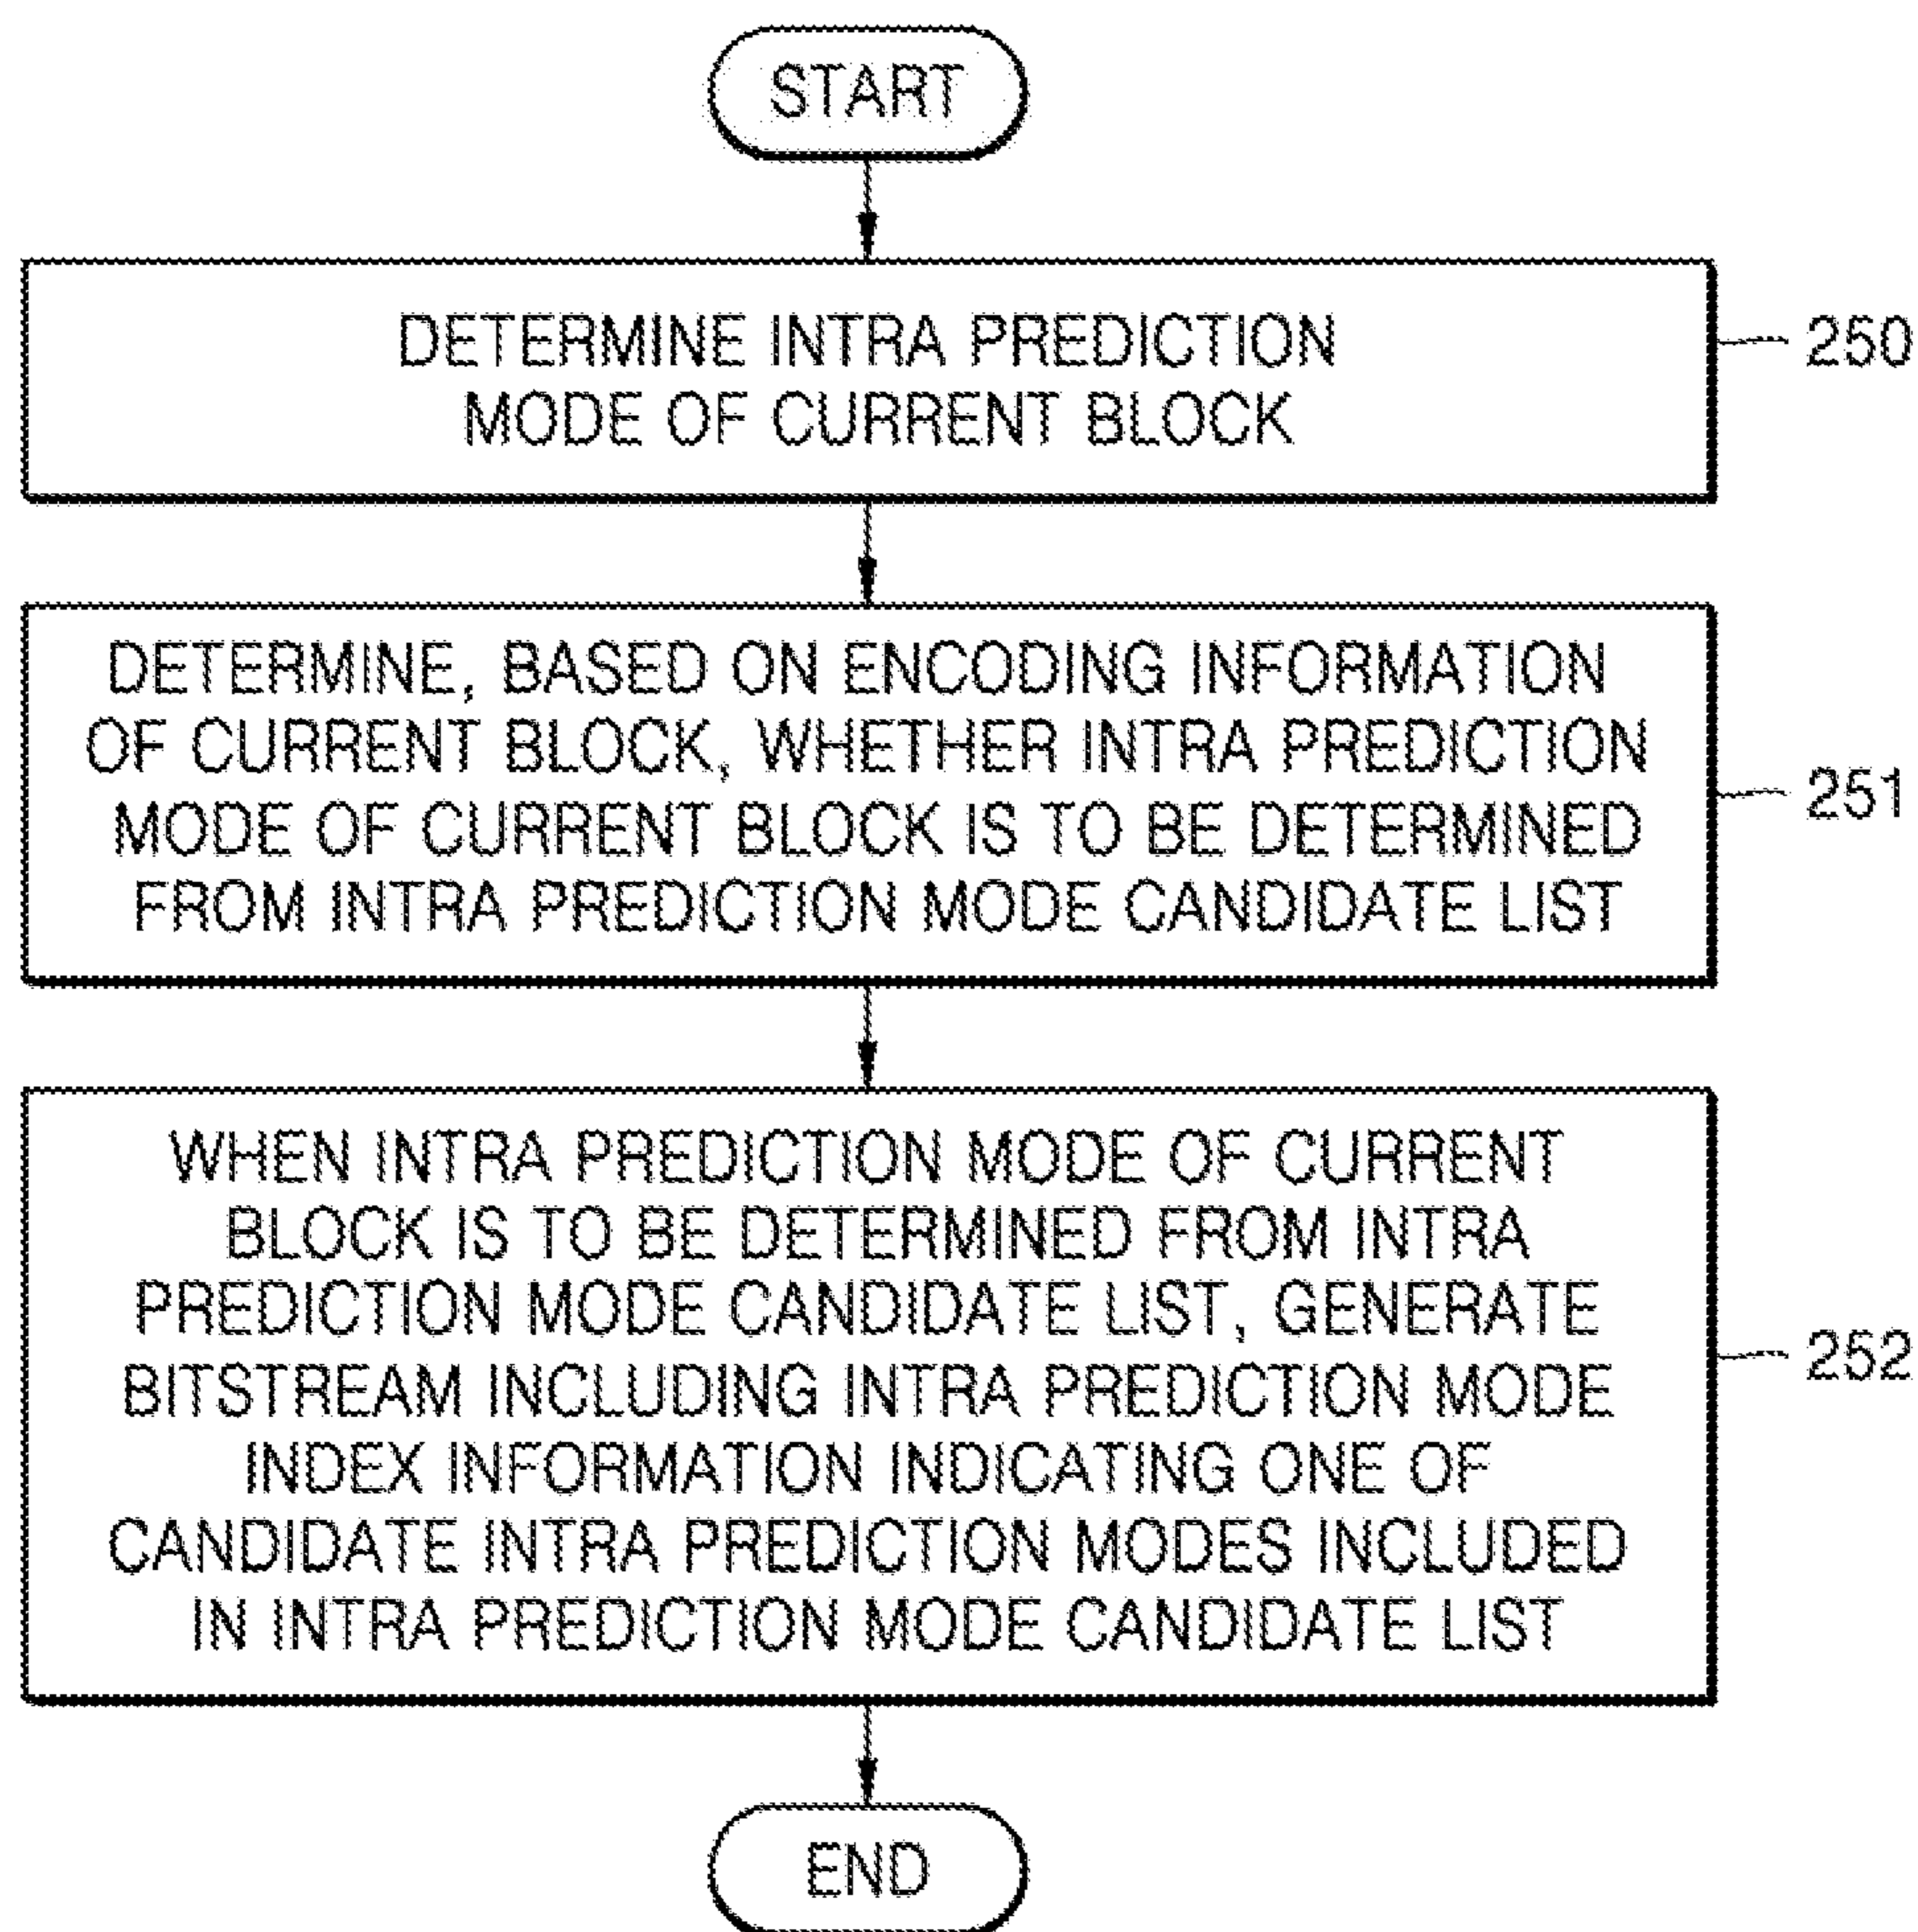 START
DETERMINE INTRA PREDICTION
MODE OF CURRENT BLOCK
250
DETERMINE, BASED ON ENCODING INFORMATION
OF CURRENT BLOCK, WHETHER INTRA PREDICTION
MODE OF CURRENT BLOCK IS TO BE DETERMINED
FROM INTRA PREDICTION MODE CANDIDATE LIST
251
WHEN INTRA PREDICTION MODE OF CURRENT
BLOCK IS TO BE DETERMINED FROM INTRA
PREDICTION MODE CANDIDATE LIST, GENERATE
BITSTREAM INCLUDING INTRA PREDICTION MODE
INDEX INFORMATION INDICATING ONE OF
CANDIDATE INTRA PREDICTION MODES INCLUDED
IN INTRA PREDICTION MODE CANDIDATE LIST
252
END